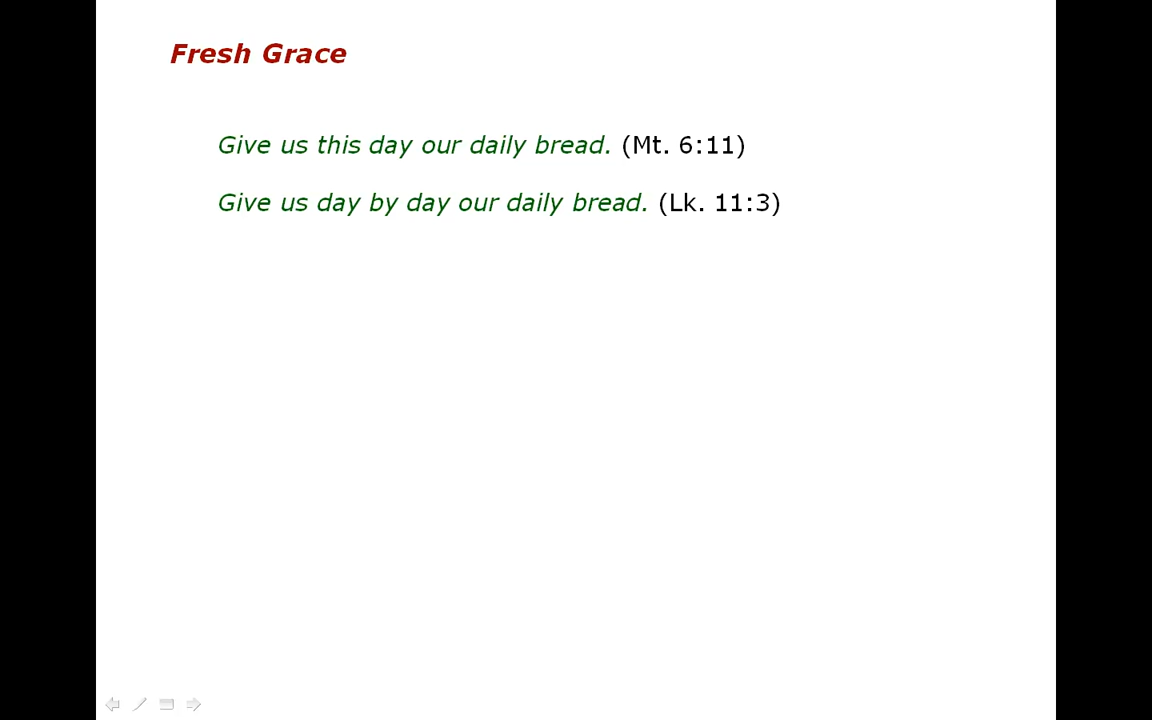 Fresh Grace
Give us this day our daily bread. (Mt. 6:11)
Give us day by day our daily bread. (Lk. 11:3)